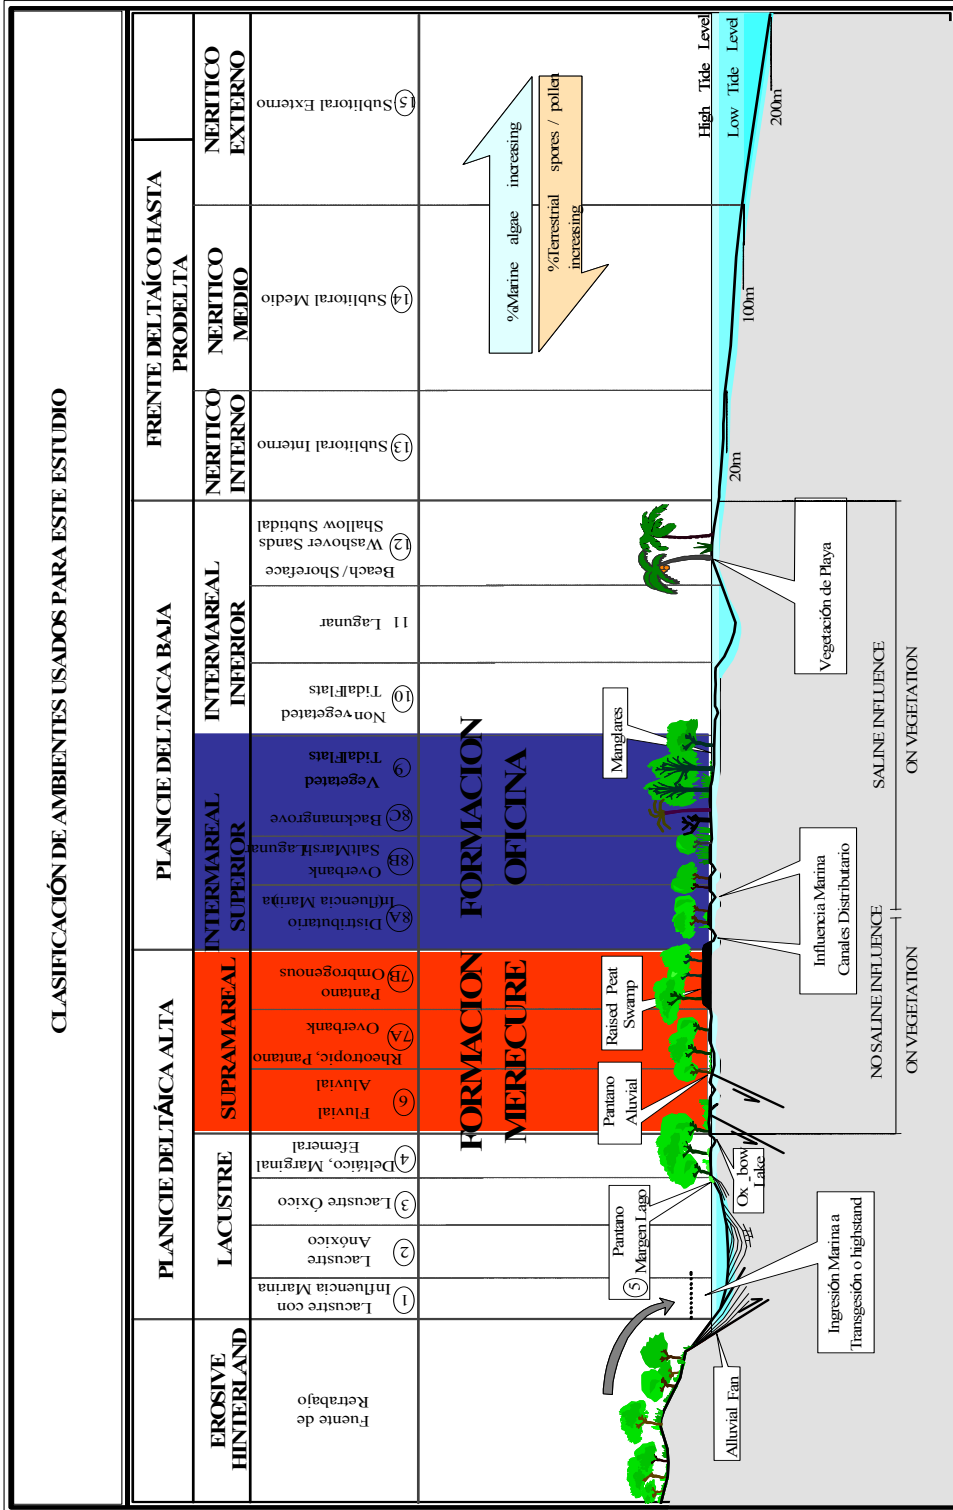 CLASIFICACIÓN DE AMBIENTES USADOS PARA ESTE ESTUDIO
PLANICIE DELTÁICA ALTA
PLANICIE DELTAICA BAJA
FRENTE DELTAÍCO HASTA
PRODELTA
EROSIVE
HINTERLAND
LACUSTRE
SUPRAMAREAL
INTERMAREAL
SUPERIOR
INTERMAREAL
INFERIOR
NERITICO
INTERNO
NERITICO
MEDIO
NERITICO
EXTERNO
Fuente de
Retrabajo
1
Lacustre con
Influencia Marina
2
Lacustre
Anóxico
3 Lacustre Óxico
4
Deltáico, Marginal
Efemeral
6
Fluvial
Aluvial
7A
Rheotropic, Pantano
Overbank
7B
Pantano
Ombrogenous
8A
Distributario
(Influencia Marina)
8B
Overbank
SaltMarsh Lagunar
8C Backmangrove
9
Vegetated
TidalFlats
10
Nonvegetated
TidalFlats
11 Lagunar
12
Beach/Shoreface
Washover Sands
Shallow Subtidal
13 Sublitoral Interno
14 Sublitoral Medio
15 Sublitoral Externo
FORMACION
MERECURE
FORMACION
OFICINA
%Marine algae increasing
%Terrestrial spores / pollen
increasing
High Tide Level
Low Tide Level
20m
100m
200m
Pantano
5 Margen Lago
Pantano
Aluvial
Raised Peat
Swamp
Manglares
Alluvial Fan
Ox_bow
Lake
Ingresión Marina a
Transgesión o highstand
Influencia Marina
Canales Distributario
Vegetación de Playa
NO SALINE INFLUENCE
ON VEGETATION
SALINE INFLUENCE
ON VEGETATION